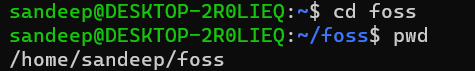 sandeep@DESKTOP-2R0LIEQ:~$ cd foss
sandeep@DESKTOP-2R0LIEQ:~/foss$ pwd
/home/sandeep/foss